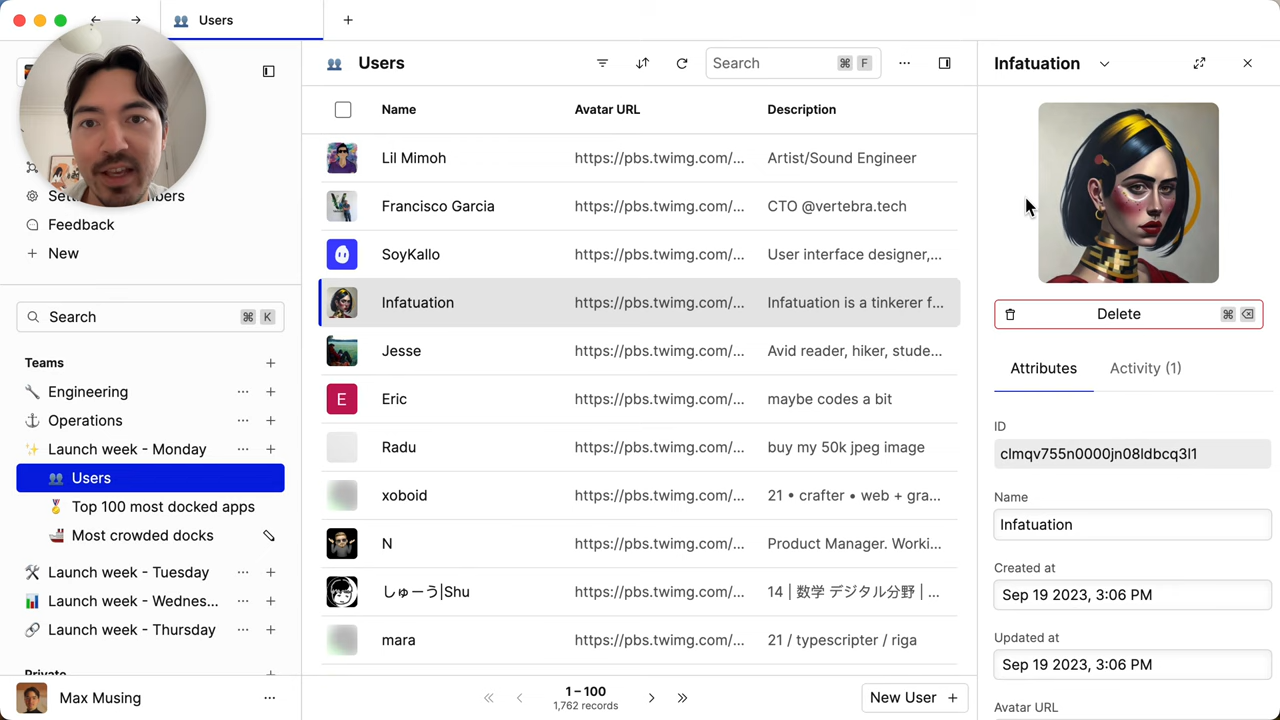 Users
Settings & members
Feedback
New
Search ⌘ K
Teams
Engineering
Operations
Launch week - Monday
Users
Top 100 most docked apps
Most crowded docks
Launch week - Tuesday
Launch week - Wednes...
Launch week - Thursday
Private
Max Musing
Users
Search ⌘ F
Name Avatar URL Description
Lil Mimoh https://pbs.twimg.com/... Artist/Sound Engineer
Francisco Garcia https://pbs.twimg.com/... CTO @vertebra.tech
SoyKallo https://pbs.twimg.com/... User interface designer,...
Infatuation https://pbs.twimg.com/... Infatuation is a tinkerer f...
Jesse https://pbs.twimg.com/... Avid reader, hiker, stude...
E Eric https://pbs.twimg.com/... maybe codes a bit
Radu https://pbs.twimg.com/... buy my 50k jpeg image
xoboid https://pbs.twimg.com/... 21 • crafter • web + gra...
N https://pbs.twimg.com/... Product Manager. Worki...
しゅーう|Shu https://pbs.twimg.com/... 14 | 数学 デジタル分野 | ...
mara https://pbs.twimg.com/... 21 / typescripter / riga
1 – 100
1,762 records
New User
Infatuation
Delete ⌘
Attributes Activity (1)
ID
clmqv755n0000jn08ldbcq3l1
Name
Infatuation
Created at
Sep 19 2023, 3:06 PM
Updated at
Sep 19 2023, 3:06 PM
Avatar URL